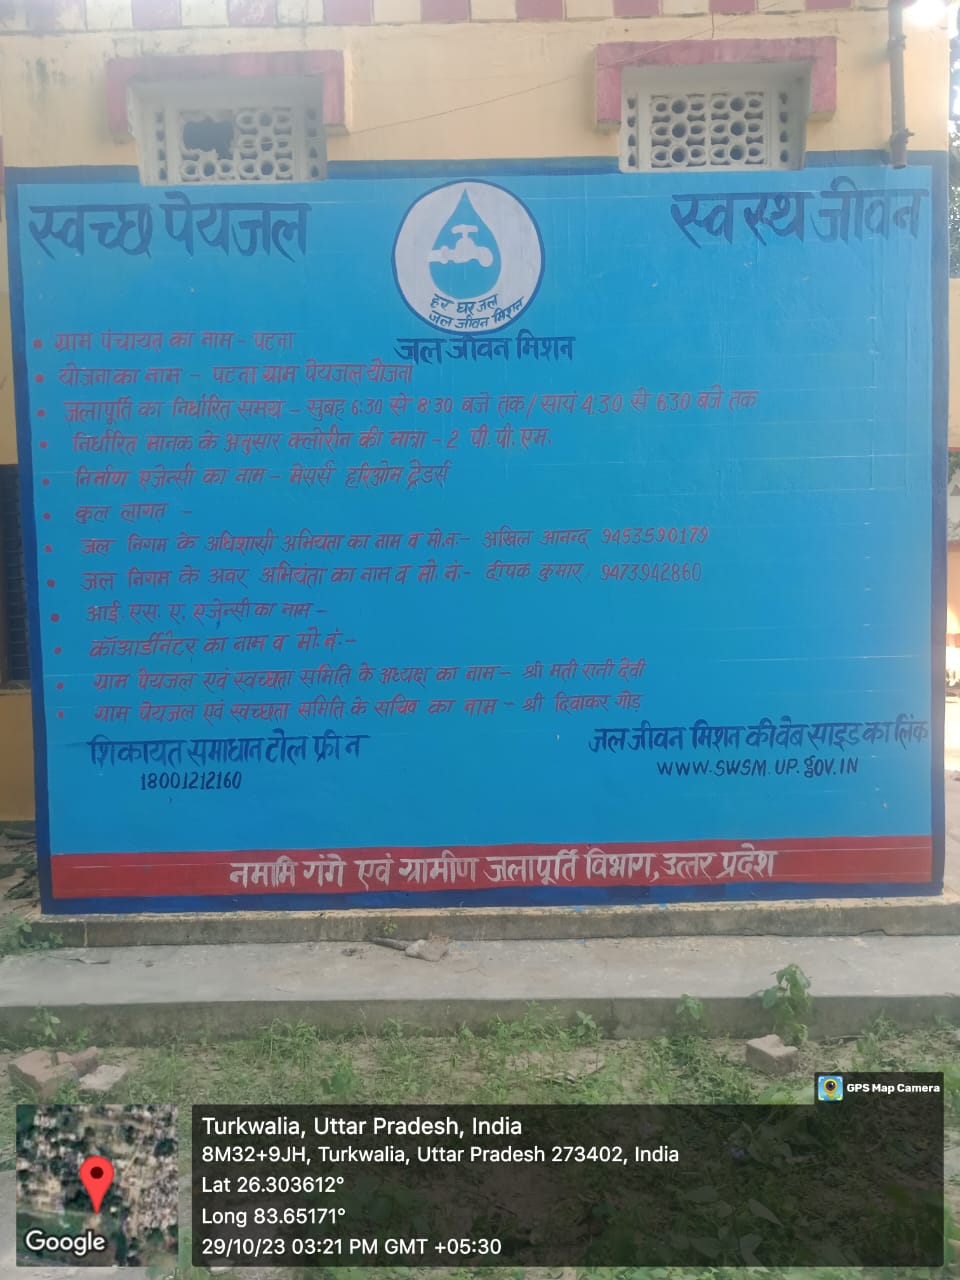 स्वच्छ पेयजल
स्वस्थ जीवन
हर घर जल
जल जीवन मिशन
जल जीवन मिशन
• ग्राम पंचायत का नाम - पटना
• योजना का नाम - पटना ग्राम पेयजल योजना
• जलापूर्ति का निर्धारित समय - सुबह 6:30 से 8:30 बजे तक / सायं 4:30 से 6:30 बजे तक
• निर्धारित मानक के अनुसार क्लोरीन की मात्रा - 2 पी. पी. एम.
• निर्माण एजेन्सी का नाम - मेसर्स हरिओम ट्रेडर्स
• कुल लागत -
• जल निगम के अधिशासी अभियंता का नाम व मो.नं:- अखिल आनन्द 9453590179
• जल निगम के अवर अभियंता का नाम व मो. नं:- दीपक कुमार, 9473942860
• आई. एस. ए. एजेन्सी का नाम -
• कॉआर्डीनेटर का नाम व मो.नं:-
• ग्राम पेयजल एवं स्वच्छता समिति के अध्यक्ष का नाम - श्री मती रानी देवी
• ग्राम पेयजल एवं स्वच्छता समिति के सचिव का नाम - श्री दिवाकर गोंड़
शिकायत समाधान टोल फ्री न
18001212160
जल जीवन मिशन की वेब साइड का लिंक
WWW.SWSM.UP.gov.IN
नमामि गंगे एवं ग्रामीण जलापूर्ति विभाग, उत्तर प्रदेश
GPS Map Camera
Google
Turkwalia, Uttar Pradesh, India
8M32+9JH, Turkwalia, Uttar Pradesh 273402, India
Lat 26.303612°
Long 83.65171°
29/10/23 03:21 PM GMT +05:30